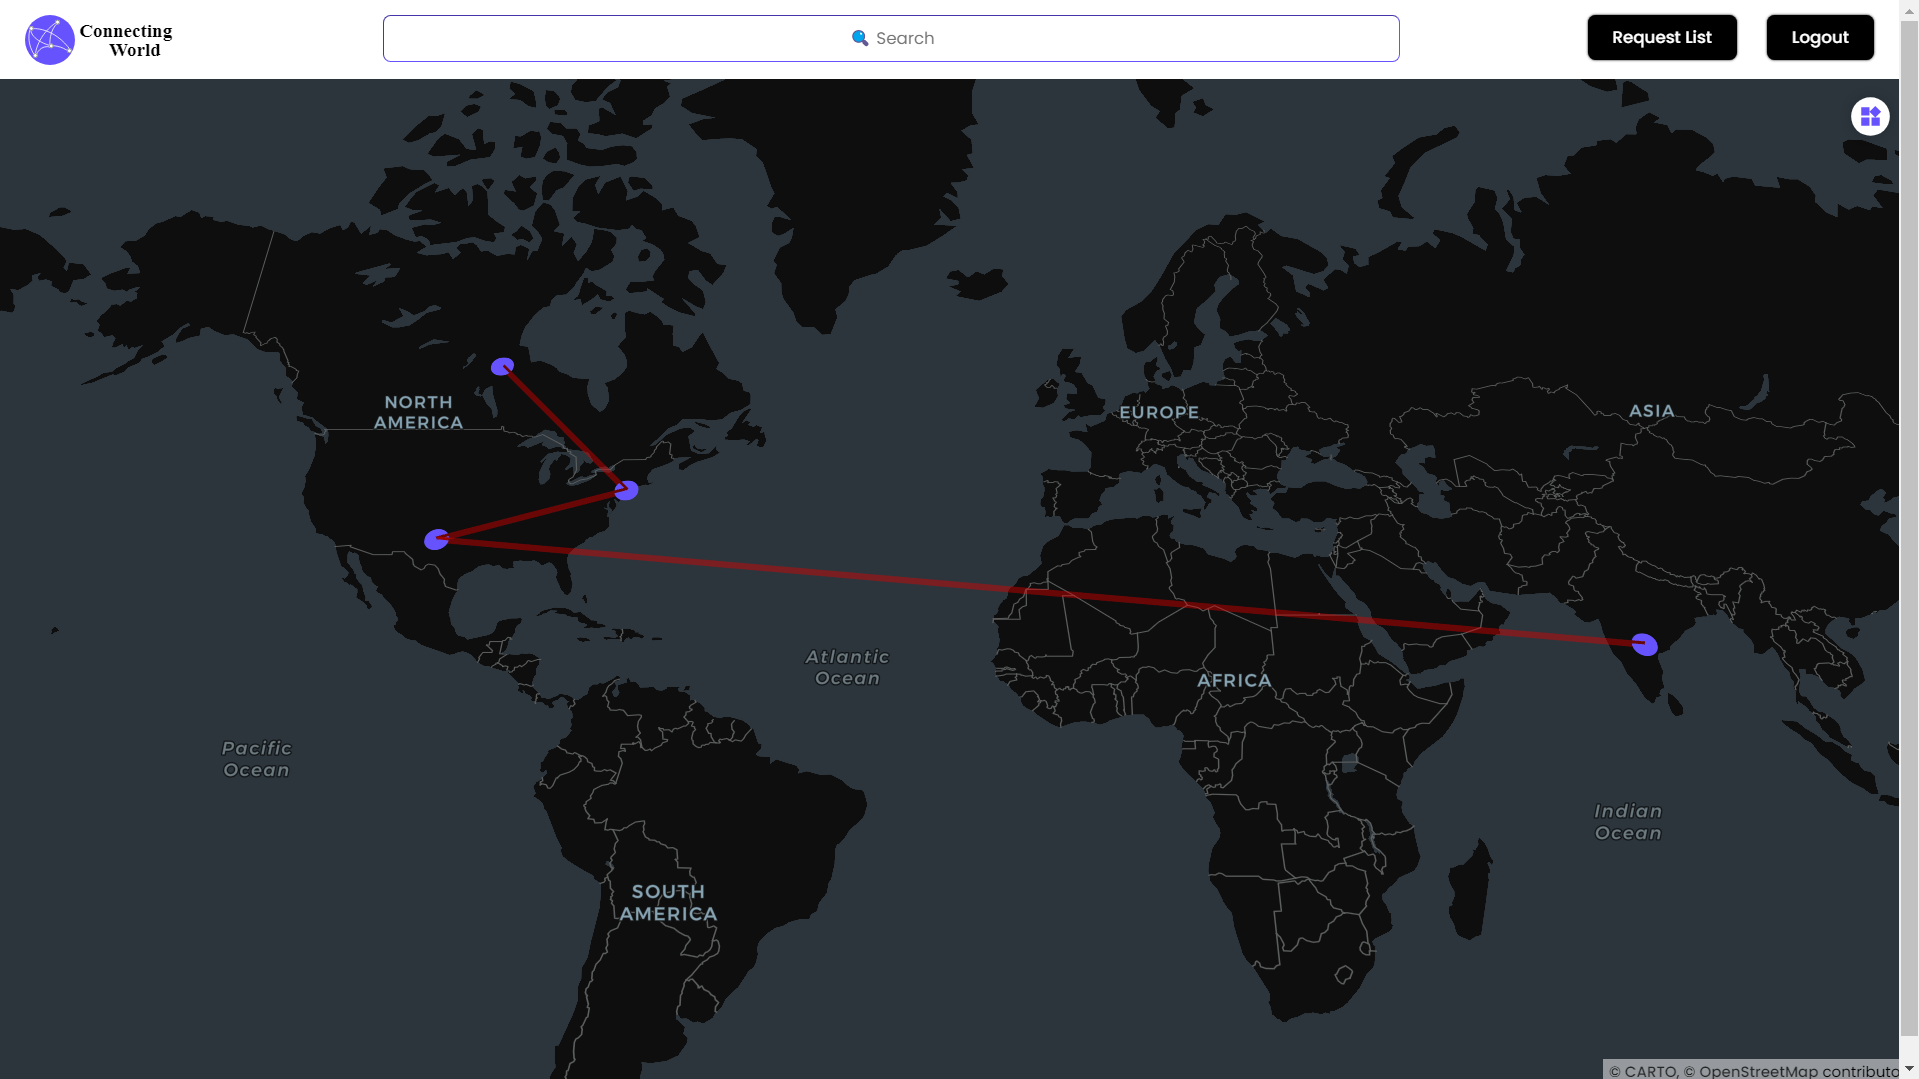 Connecting
World
🔍 Search
Request List
Logout
NORTH
AMERICA
EUROPE
ASIA
Atlantic
Ocean
AFRICA
Pacific
Ocean
Indian
Ocean
SOUTH
AMERICA
© CARTO, © OpenStreetMap contributo